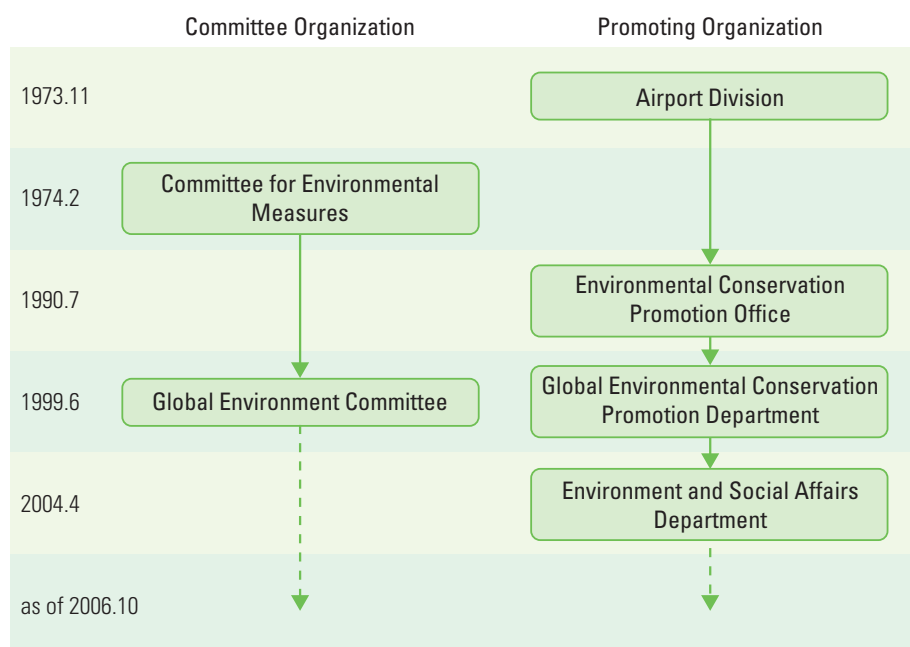 Committee Organization
Promoting Organization
1973.11
Airport Division
1974.2
Committee for Environmental
Measures
1990.7
Environmental Conservation
Promotion Office
1999.6
Global Environment Committee
Global Environmental Conservation
Promotion Department
2004.4
Environment and Social Affairs
Department
as of 2006.10